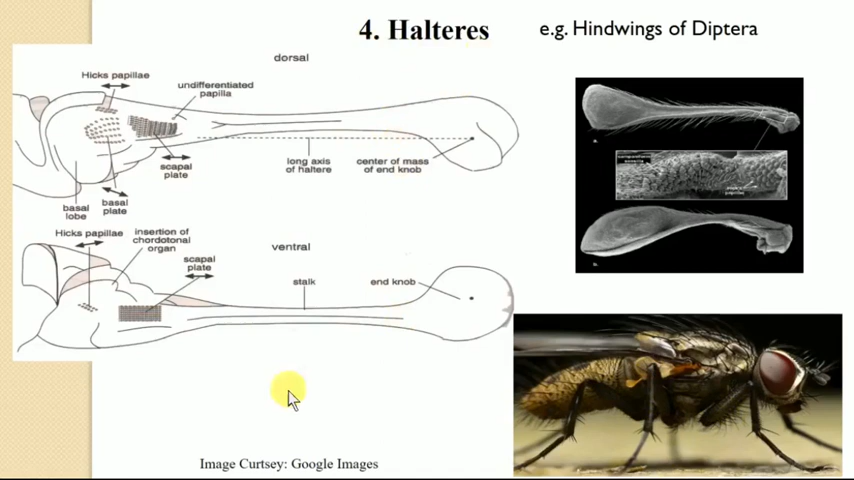 4. Halteres
e.g. Hindwings of Diptera
dorsal
Hicks papillae
undifferentiated
papilla
scapal
plate
long axis
of haltere
center of mass
of end knob
basal
lobe
basal
plate
Hicks papillae
insertion of
chordotonal
organ
ventral
scapal
plate
stalk
end knob
Image Curtsey: Google Images